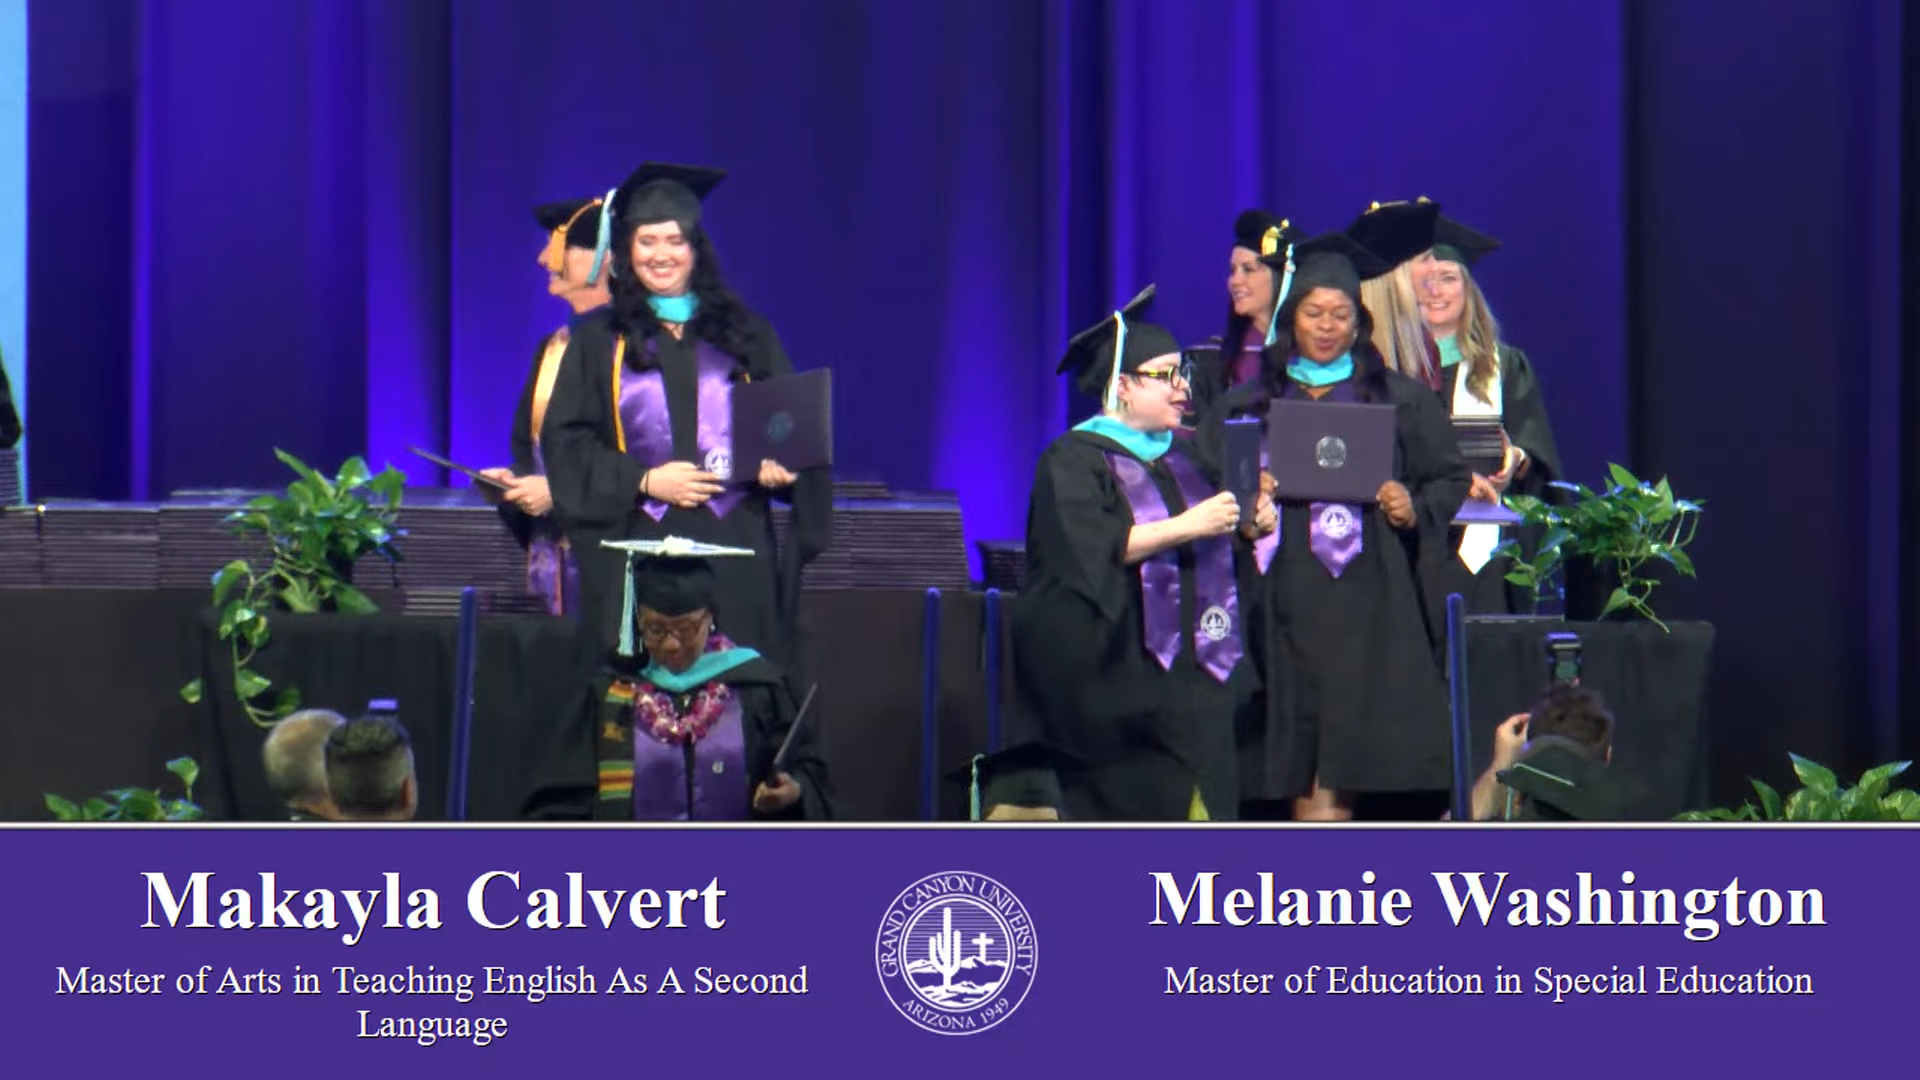 Makayla Calvert
Master of Arts in Teaching English As A Second
Language
GRAND CANYON UNIVERSITY
ARIZONA 1949
Melanie Washington
Master of Education in Special Education